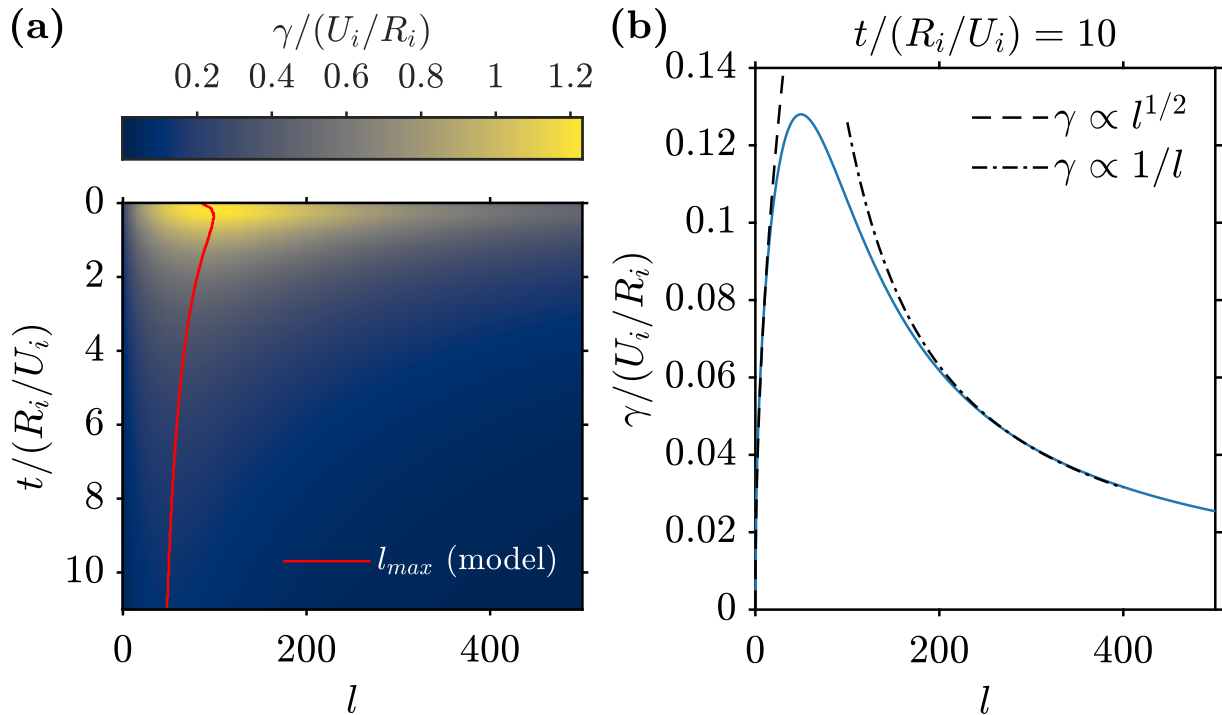 (a)
γ/(U_i/R_i)
0.2 0.4 0.6 0.8 1 1.2
0
2
4
6
8
10
t/(R_i/U_i)
l_{max} (model)
0 200 400
l
(b)
t/(R_i/U_i) = 10
0.14
0.12
0.1
0.08
0.06
0.04
0.02
0
γ/(U_i/R_i)
γ ∝ l^{1/2}
γ ∝ 1/l
0 200 400
l